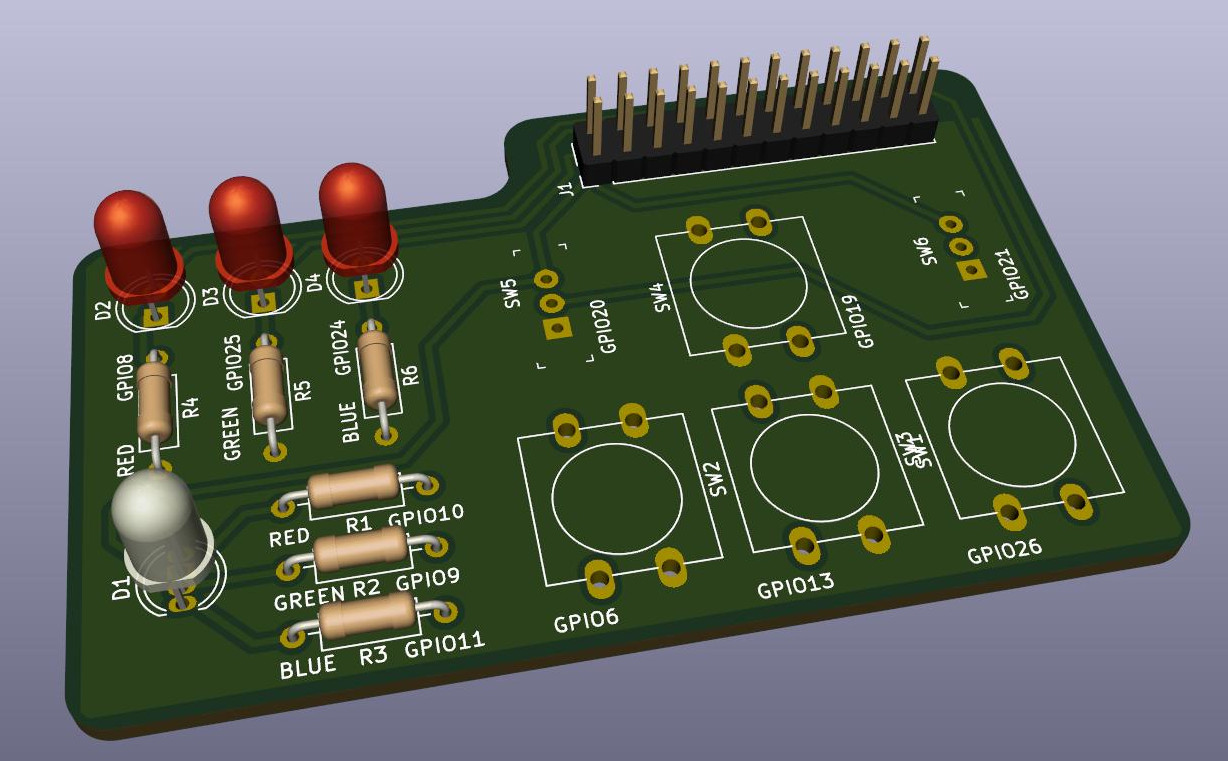 J1
D2
D3
D4
GPIO8
GPIO25
GPIO24
R4
R5
R6
RED
GREEN
BLUE
SW5
GPIO20
SW4
GPIO19
SW6
GPIO21
D1
RED
R1
GPIO10
GREEN
R2
GPIO9
BLUE
R3
GPIO11
SW2
GPIO6
SW3
SW1
GPIO13
GPIO26